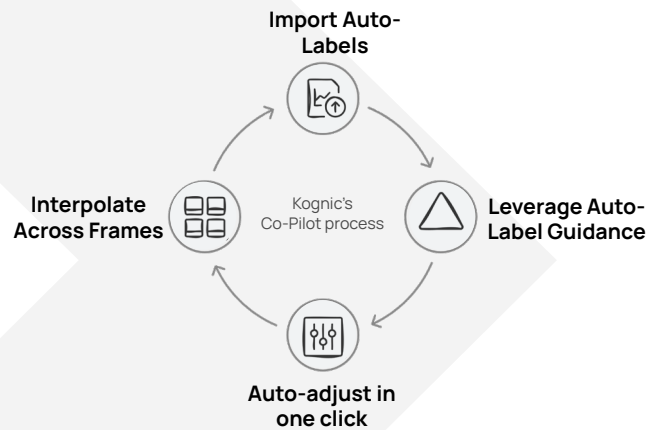 Import Auto-
Labels
Kognic's
Co-Pilot process
Leverage Auto-
Label Guidance
Auto-adjust in
one click
Interpolate
Across Frames